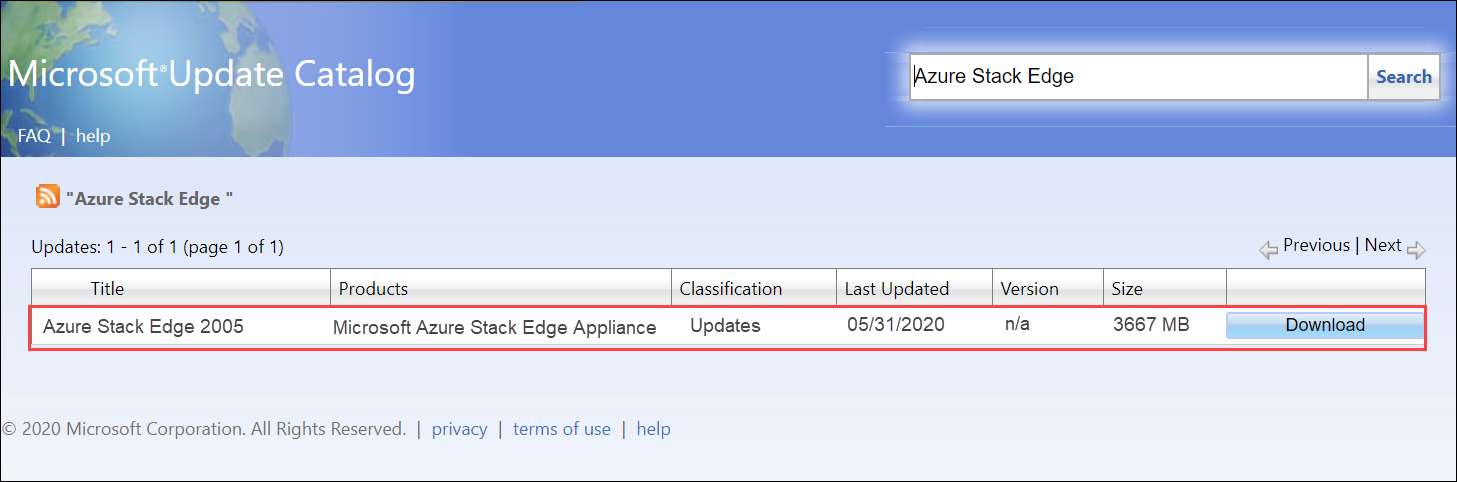 Microsoft® Update Catalog
Azure Stack Edge
Search
FAQ | help
"Azure Stack Edge "
Updates: 1 - 1 of 1 (page 1 of 1)
Previous | Next
Title Products Classification Last Updated Version Size
Azure Stack Edge 2005 Microsoft Azure Stack Edge Appliance Updates 05/31/2020 n/a 3667 MB Download
© 2020 Microsoft Corporation. All Rights Reserved. | privacy | terms of use | help